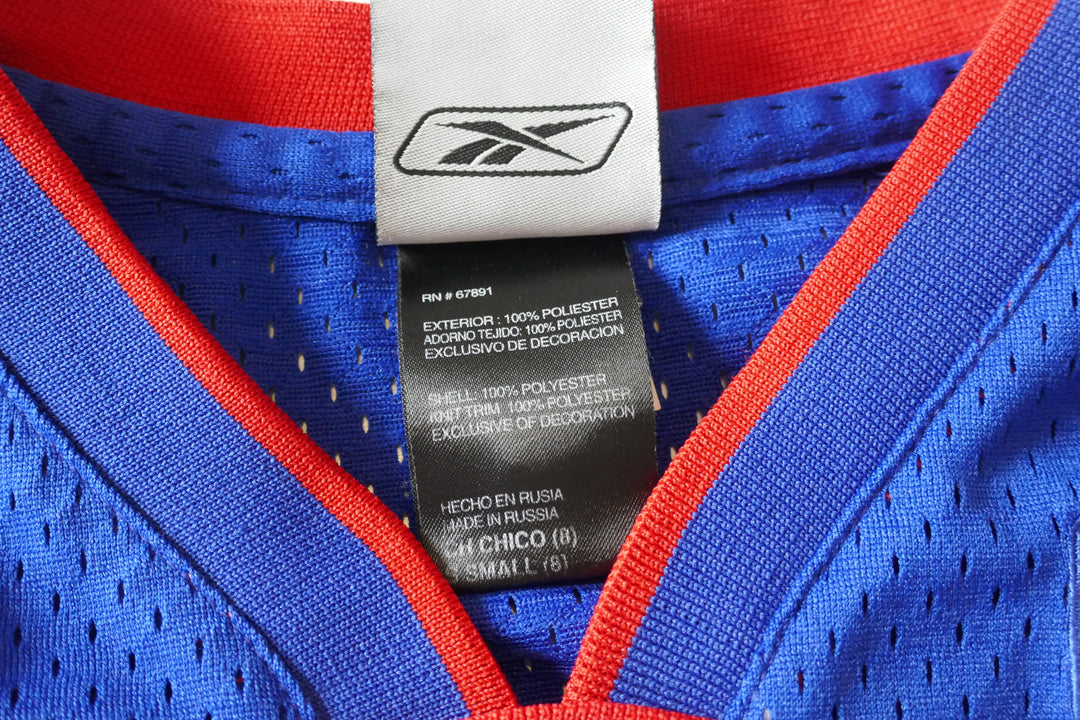 RN # 67891
EXTERIOR : 100% POLIESTER
ADORNO TEJIDO: 100% POLIESTER
EXCLUSIVO DE DECORACION
SHELL 100% POLYESTER
KNIT TRIM 100% POLYESTER
EXCLUSIVE OF DECORATION
HECHO EN RUSIA
MADE IN RUSSIA
CHICO (8)
SMALL (8)